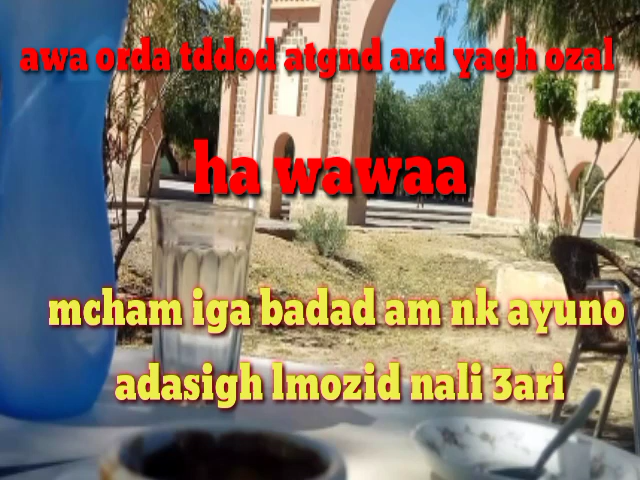 awa orda tddod atgnd ard yagh ozal
ha wawaa
mcham iga badad am nk ayuno
adasigh lmozid nali 3ari